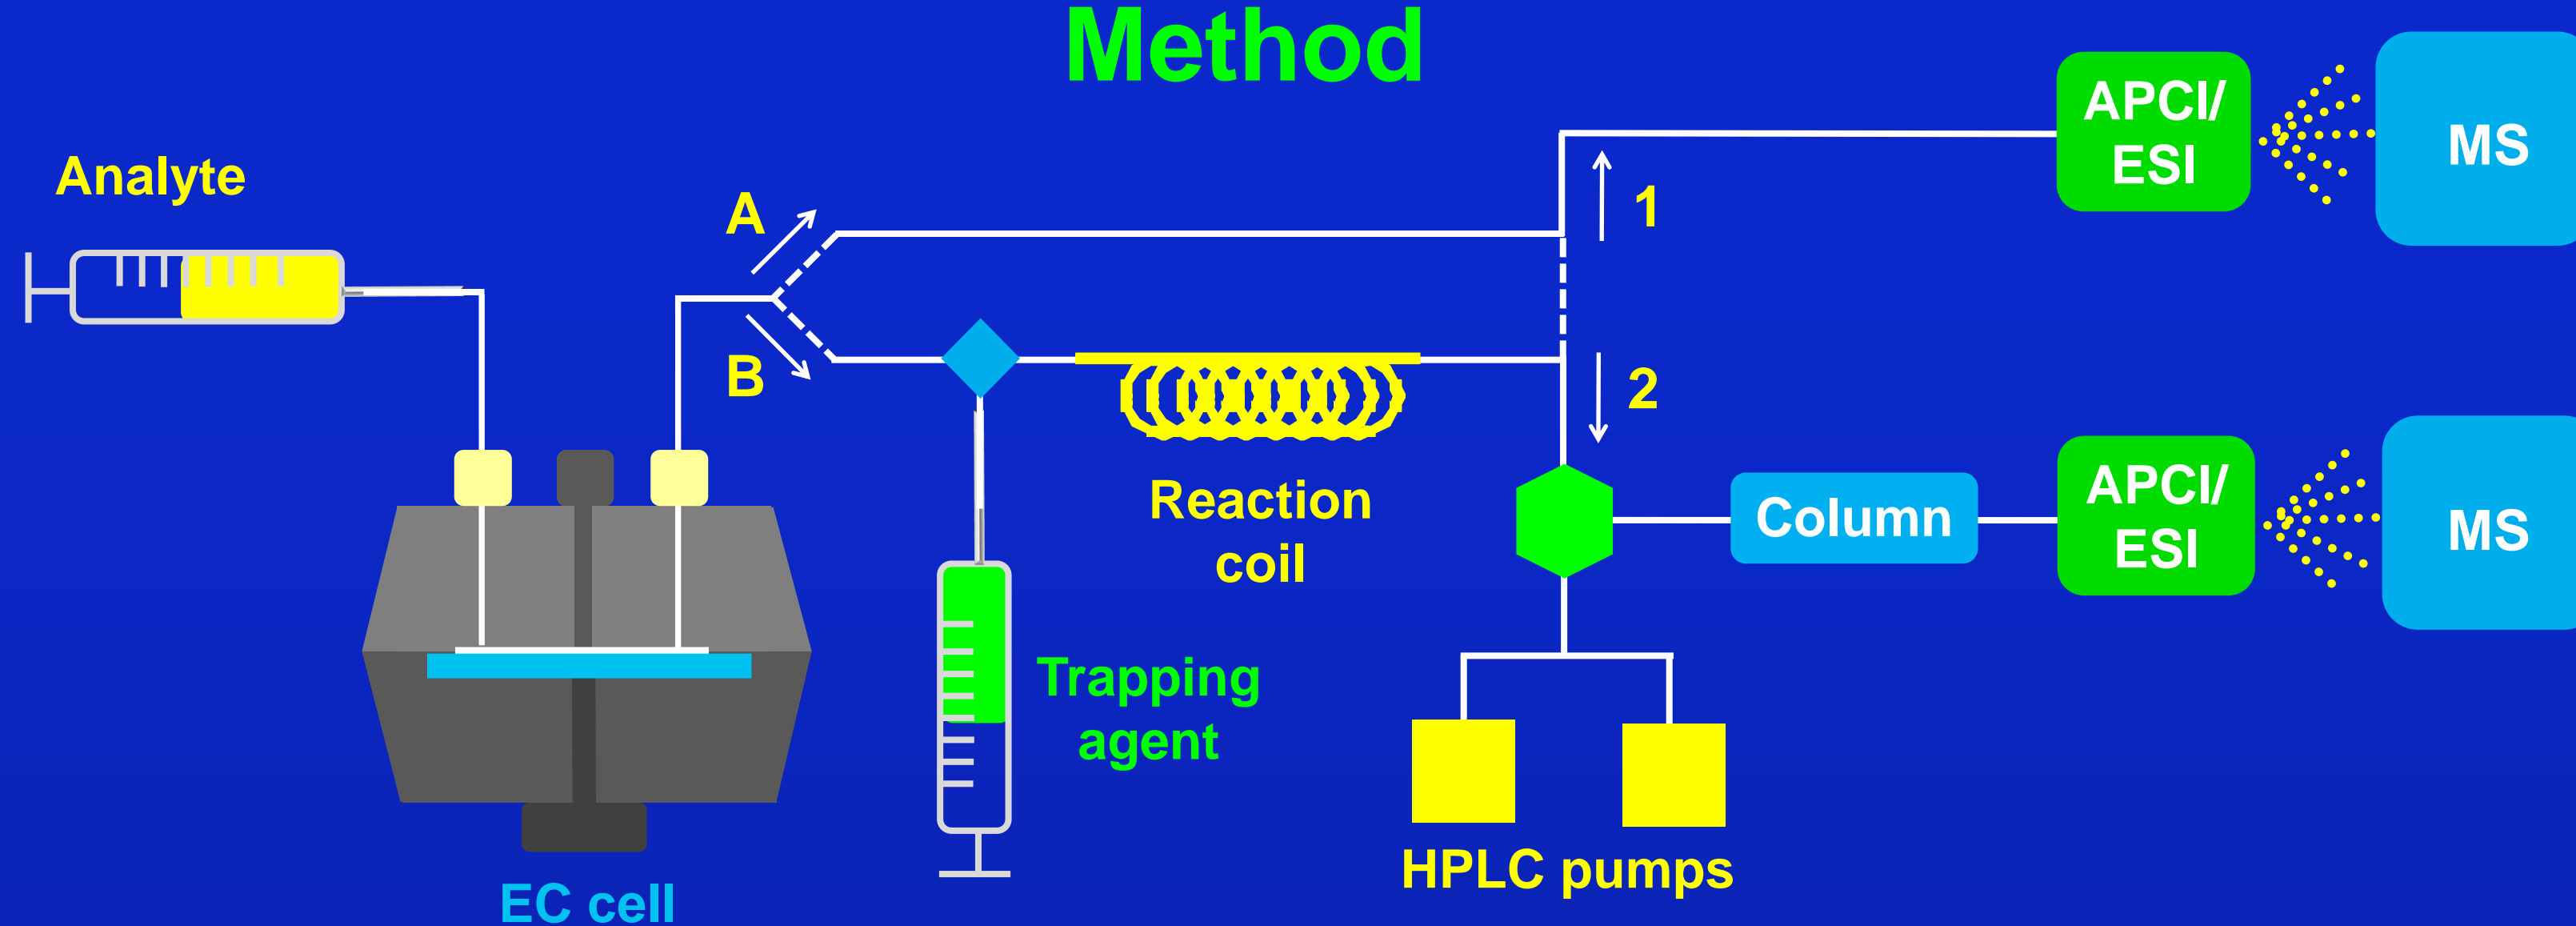 Method
Analyte
A
B
1
2
APCI/
ESI
MS
Reaction
coil
Column
APCI/
ESI
MS
Trapping
agent
HPLC pumps
EC cell